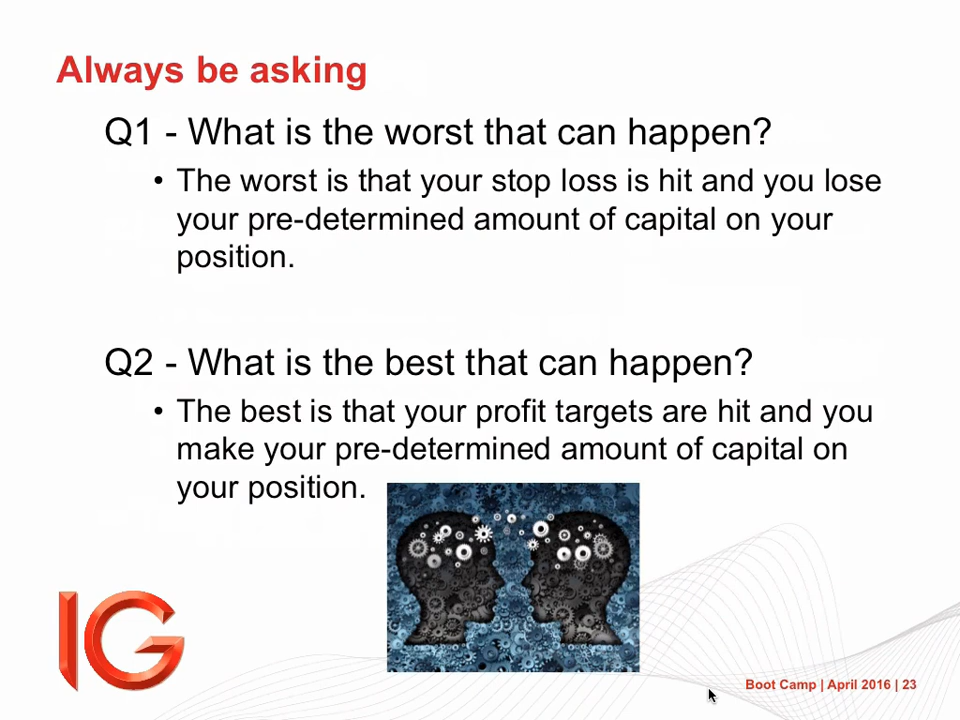 Always be asking
Q1 - What is the worst that can happen?
• The worst is that your stop loss is hit and you lose
your pre-determined amount of capital on your
position.
Q2 - What is the best that can happen?
• The best is that your profit targets are hit and you
make your pre-determined amount of capital on
your position.
IG
Boot Camp | April 2016 | 23